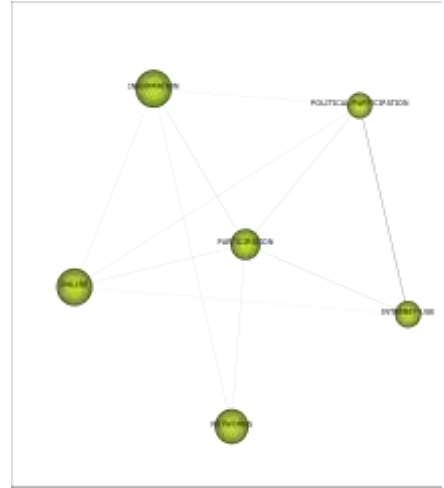 INFORMATION
POLITICAL PARTICIPATION
PARTICIPATION
ONLINE
INTERNET USE
NETWORKS